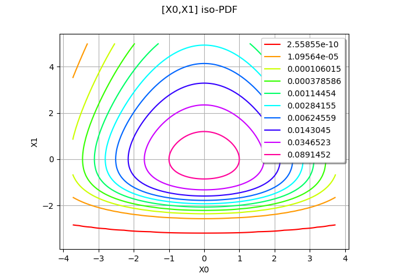 [X0,X1] iso-PDF
2.55855e-10
1.09564e-05
0.000106015
0.000378586
0.00114454
0.00284155
0.00624559
0.0143045
0.0346523
0.0891452
X1
4
2
0
−2
−4 −3 −2 −1 0 1 2 3 4
X0